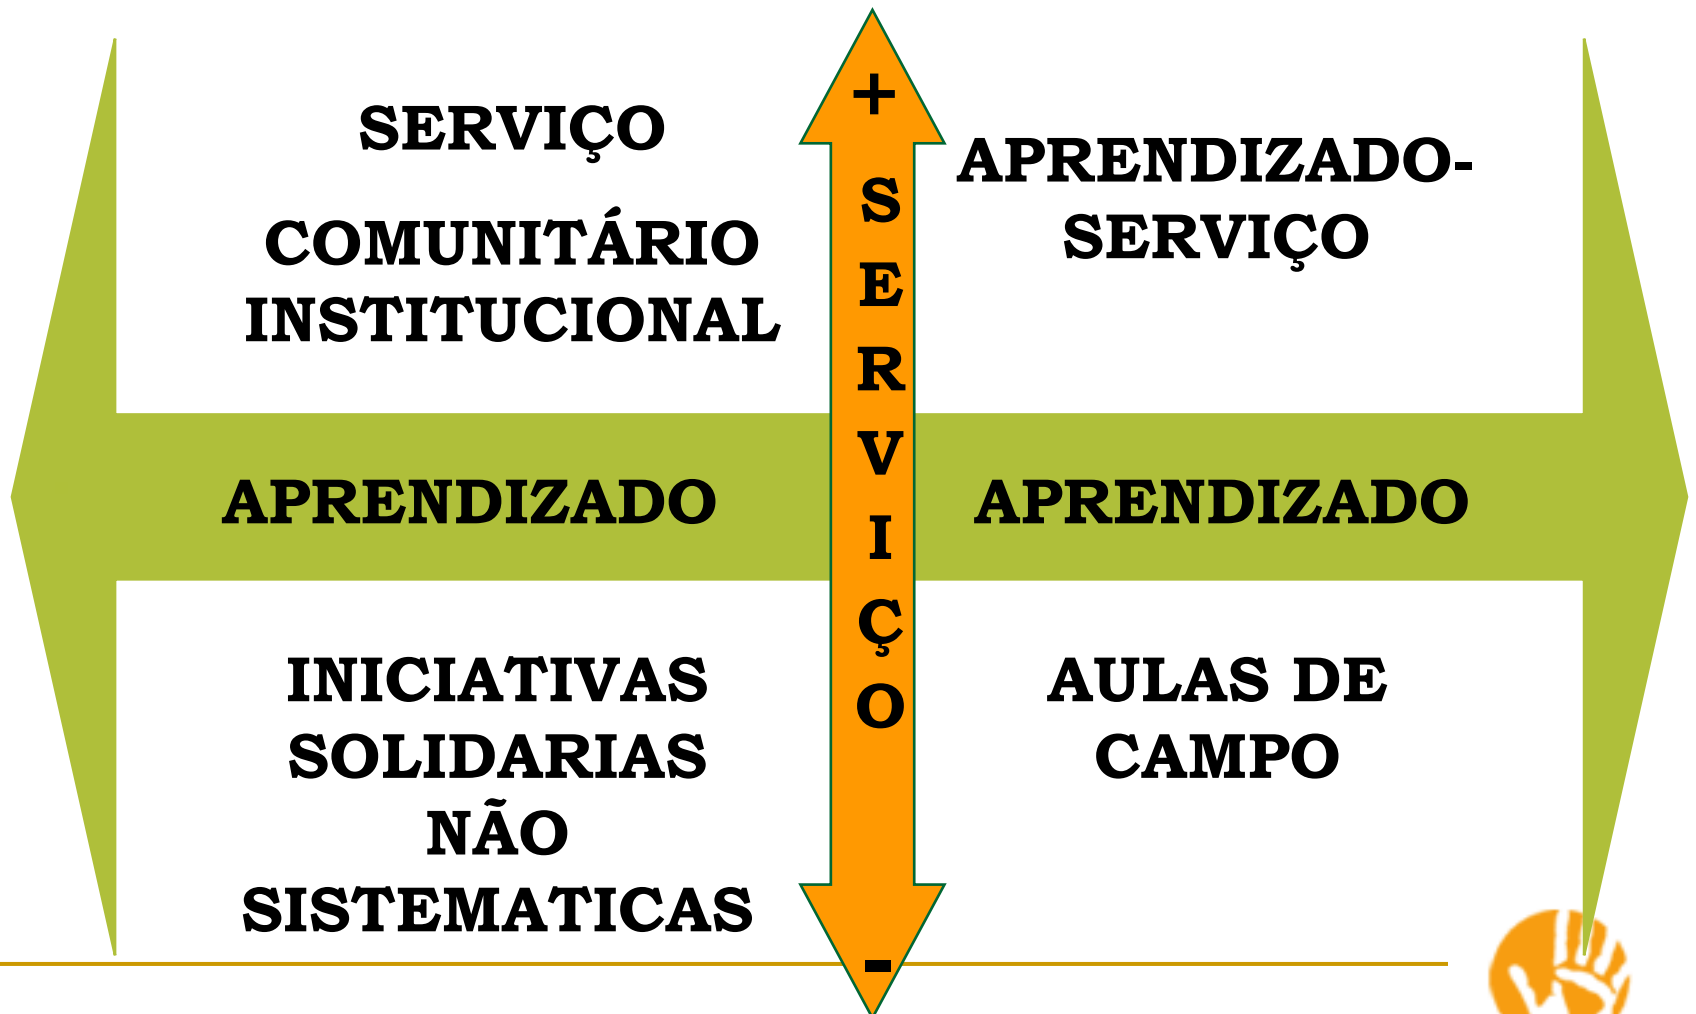 SERVIÇO
COMUNITÁRIO
INSTITUCIONAL
+
S
E
R
V
I
Ç
O
-
APRENDIZADO-
SERVIÇO
APRENDIZADO
APRENDIZADO
INICIATIVAS
SOLIDARIAS
NÃO
SISTEMATICAS
AULAS DE
CAMPO